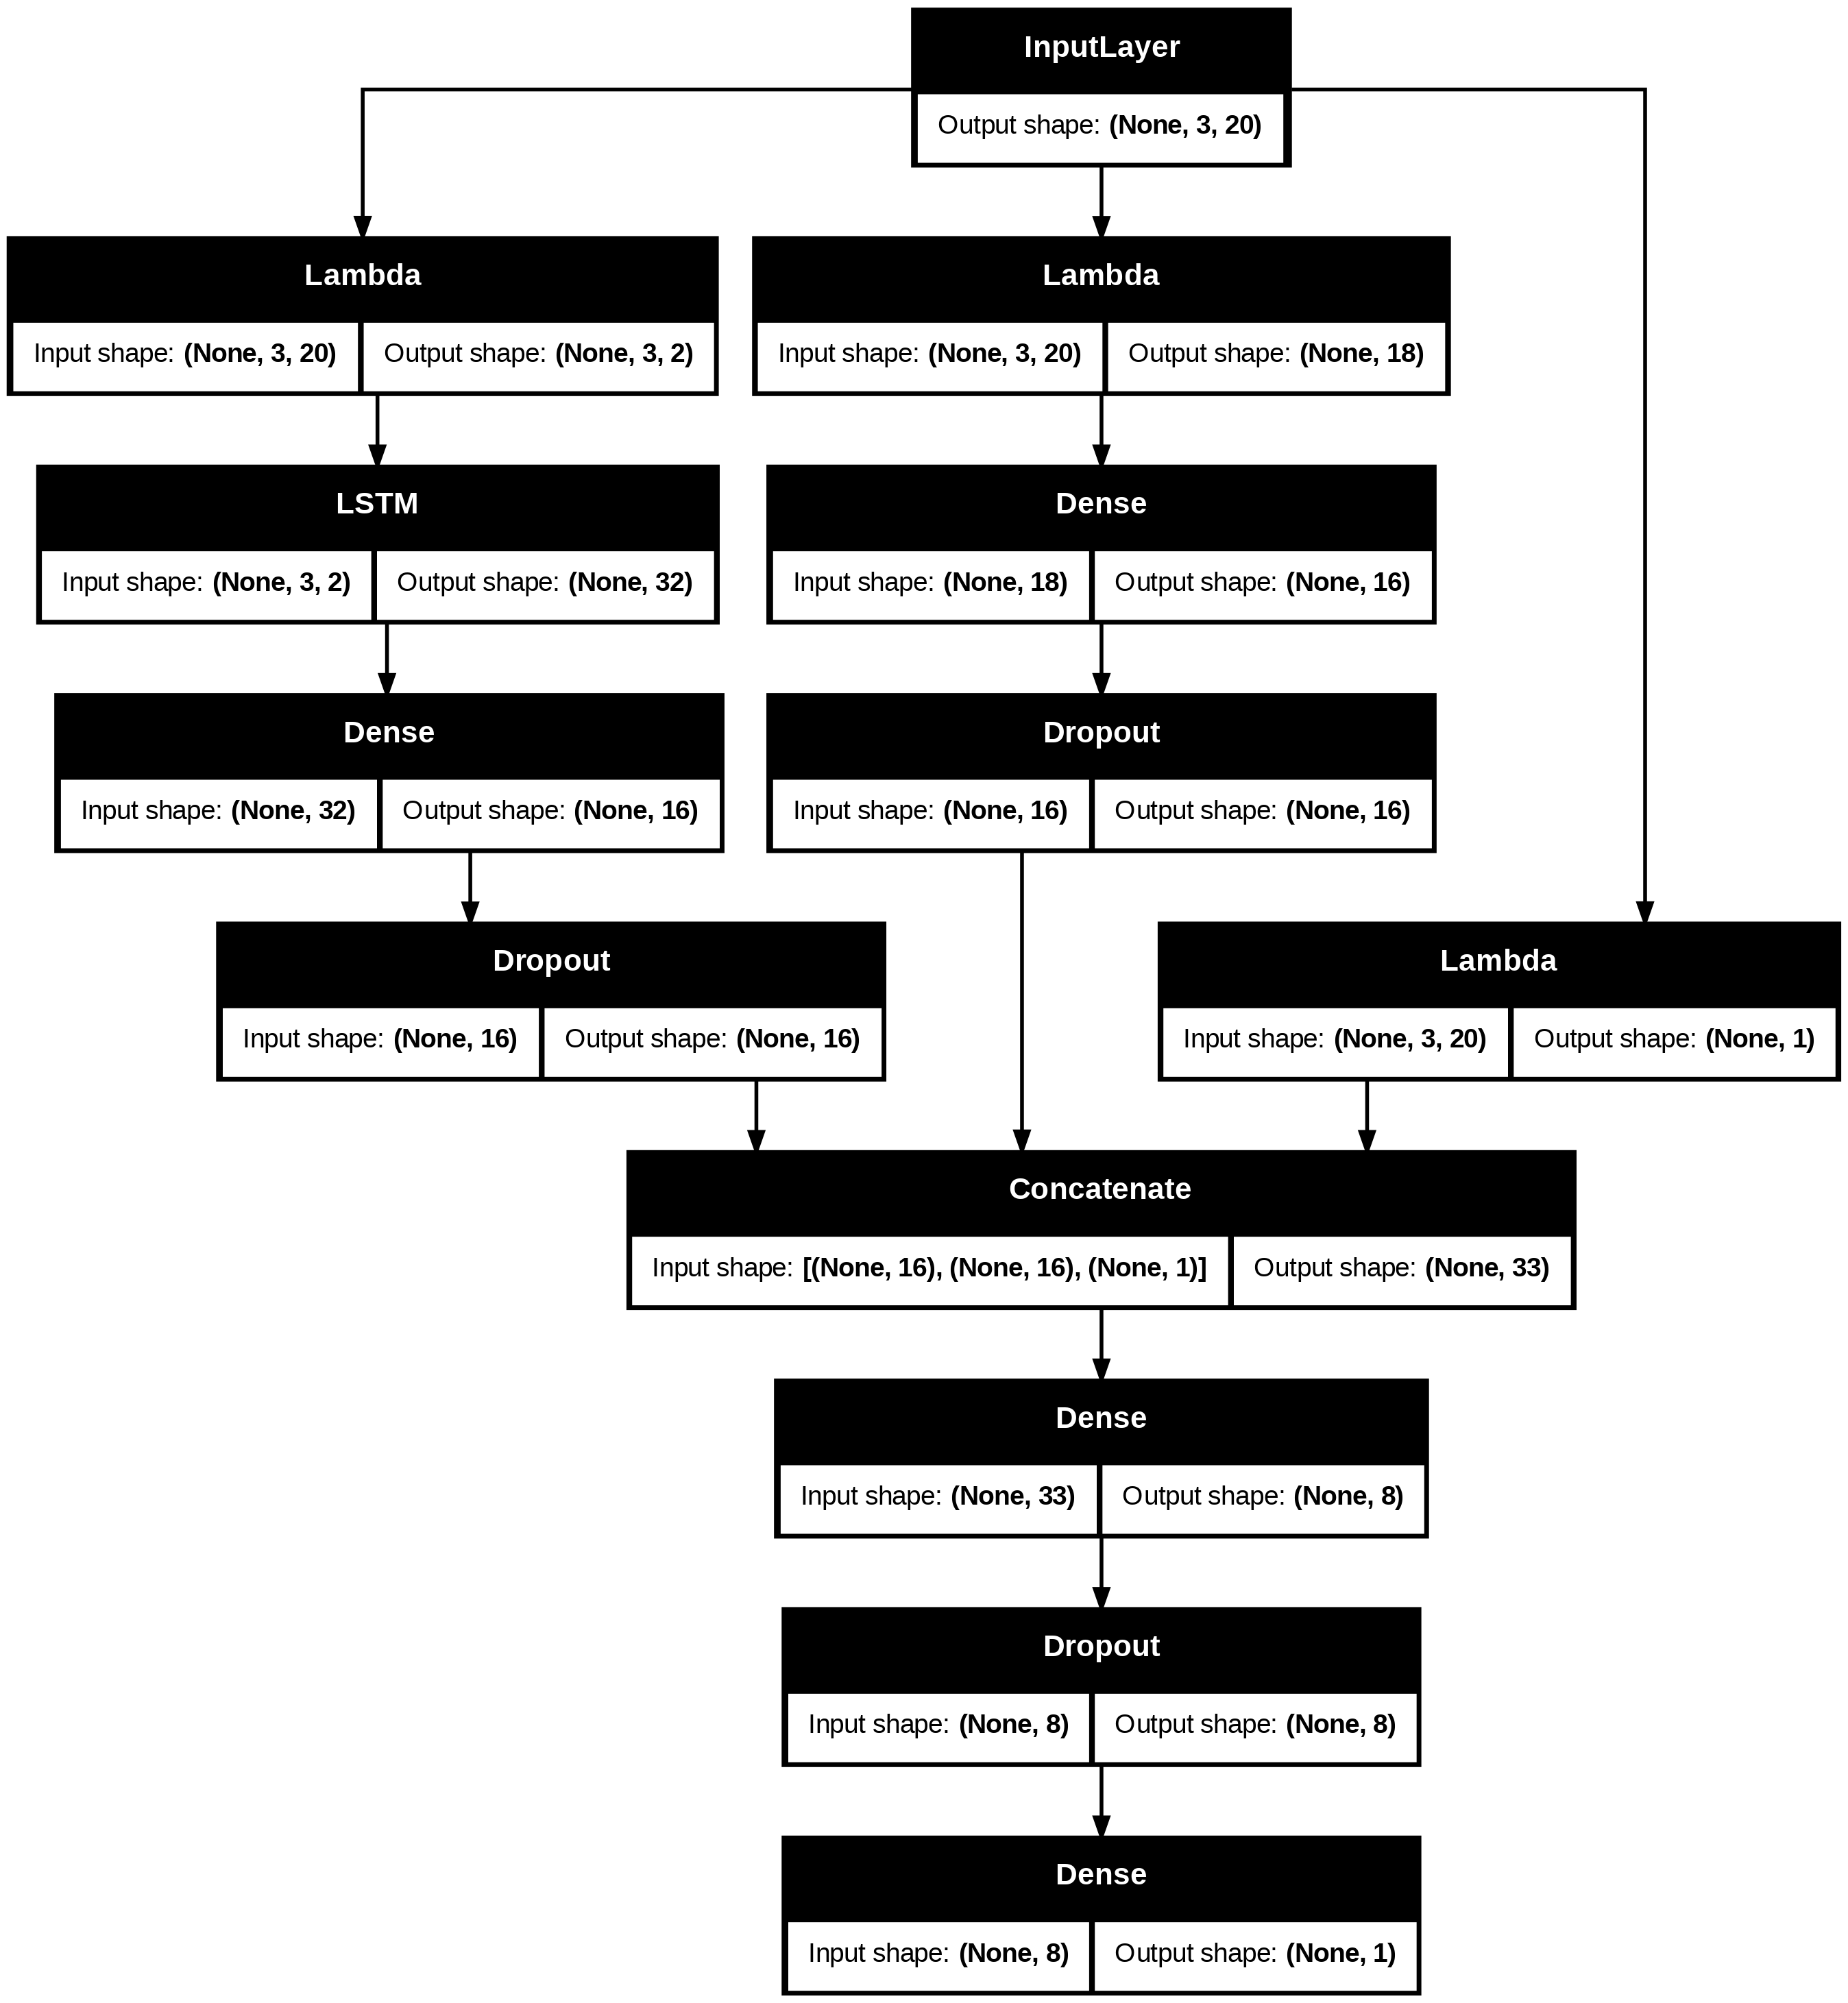 InputLayer
Output shape: (None, 3, 20)
Lambda
Input shape: (None, 3, 20) Output shape: (None, 3, 2)
Lambda
Input shape: (None, 3, 20) Output shape: (None, 18)
LSTM
Input shape: (None, 3, 2) Output shape: (None, 32)
Dense
Input shape: (None, 18) Output shape: (None, 16)
Dense
Input shape: (None, 32) Output shape: (None, 16)
Dropout
Input shape: (None, 16) Output shape: (None, 16)
Dropout
Input shape: (None, 16) Output shape: (None, 16)
Lambda
Input shape: (None, 3, 20) Output shape: (None, 1)
Concatenate
Input shape: [(None, 16), (None, 16), (None, 1)] Output shape: (None, 33)
Dense
Input shape: (None, 33) Output shape: (None, 8)
Dropout
Input shape: (None, 8) Output shape: (None, 8)
Dense
Input shape: (None, 8) Output shape: (None, 1)